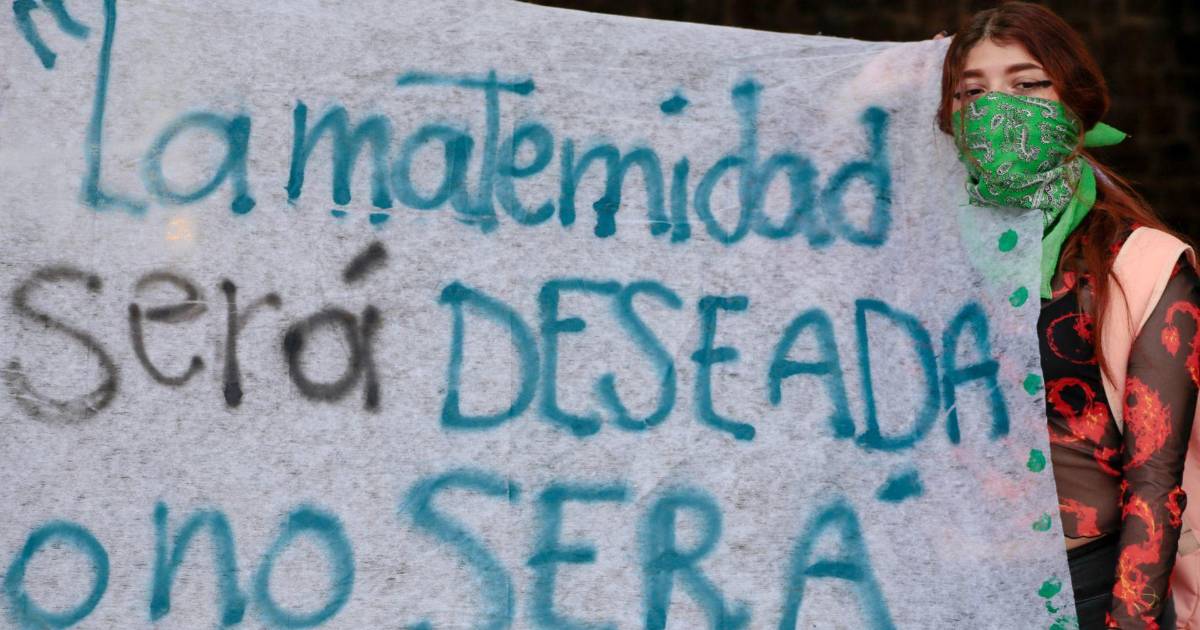 "La maternidad
será DESEADA
o no SERÁ